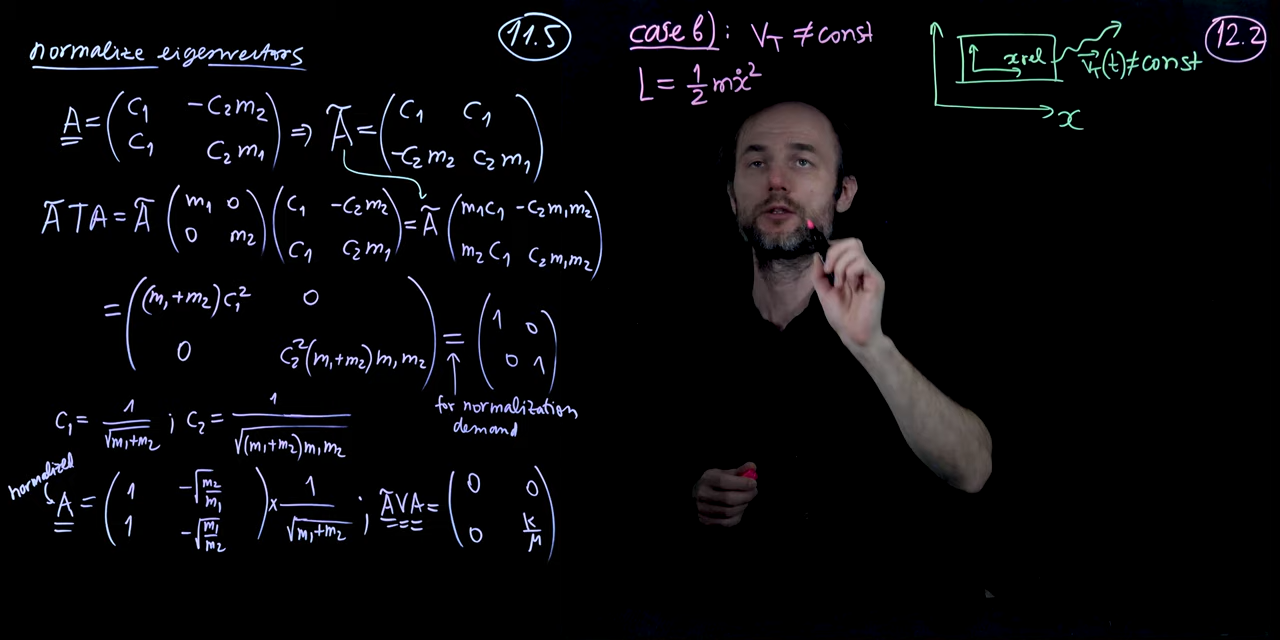 normalize eigenvectors
11.5
A = ( C₁ -C₂m₂ ; C₁ C₂m₁ ) ⇒ Ã = ( C₁ C₁ ; -C₂m₂ C₂m₁ )
ÃTA = Ã ( m₁ 0 ; 0 m₂ ) ( C₁ -C₂m₂ ; C₁ C₂m₁ ) = Ã ( m₁C₁ -C₂m₁m₂ ; m₂C₁ C₂m₁m₂ )
= ( (m₁+m₂)C₁² 0 ; 0 C₂²(m₁+m₂)m₁m₂ ) = ( 1 0 ; 0 1 )
for normalization
demand
C₁ = 1/√(m₁+m₂) ; C₂ = 1/√((m₁+m₂)m₁m₂)
normalized
A = ( 1 -√(m₂/m₁) ; 1 -√(m₁/m₂) ) × 1/√(m₁+m₂) ; ÃVA = ( 0 0 ; 0 k/μ )
case b) : V_T ≠ const
L = 1/2 mẋ²
12.2
x rel
V_T(t) ≠ const
x